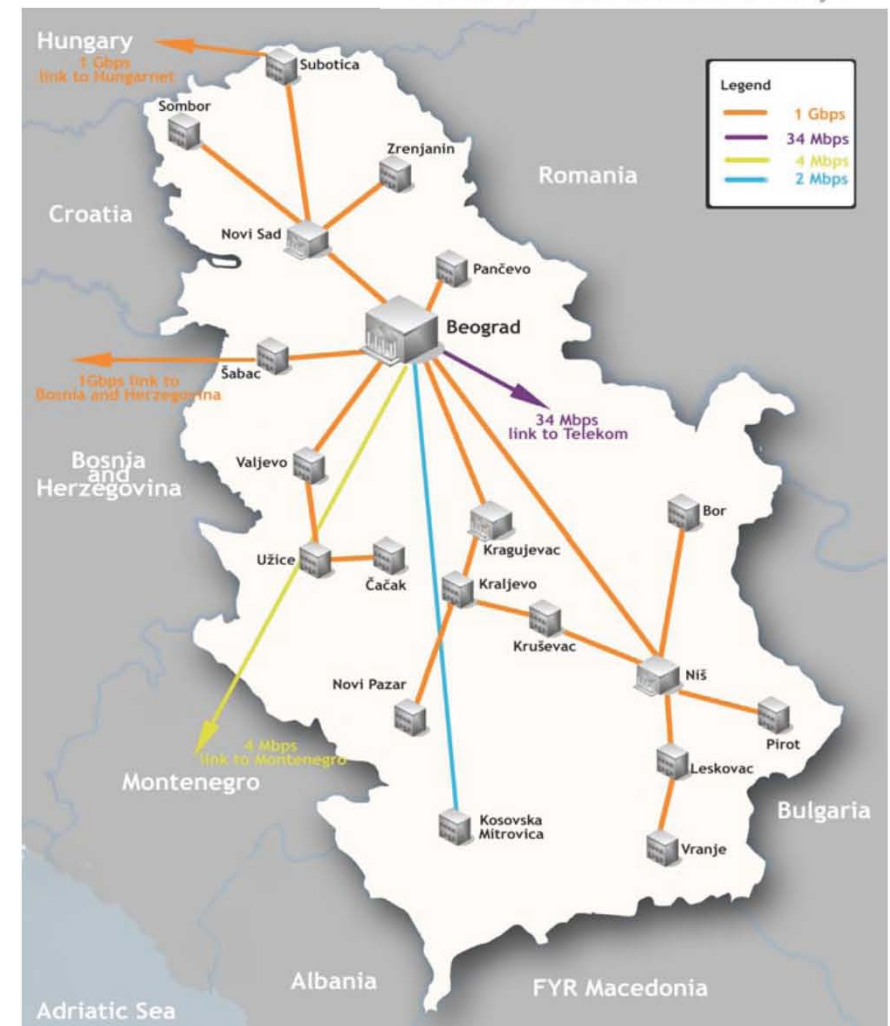 Hungary
1 Gbps
link to Hungarnet
Subotica
Sombor
Zrenjanin
Legend
1 Gbps
34 Mbps
4 Mbps
2 Mbps
Romania
Croatia
Novi Sad
Pančevo
Beograd
Šabac
1Gbps link to
Bosnia and Herzegovina
34 Mbps
link to Telekom
Bosnia
and
Herzegovina
Valjevo
Bor
Kragujevac
Užice
Čačak
Kraljevo
Kruševac
Niš
Novi Pazar
Pirot
4 Mbps
link to Montenegro
Montenegro
Leskovac
Bulgaria
Kosovska
Mitrovica
Vranje
Albania
FYR Macedonia
Adriatic Sea